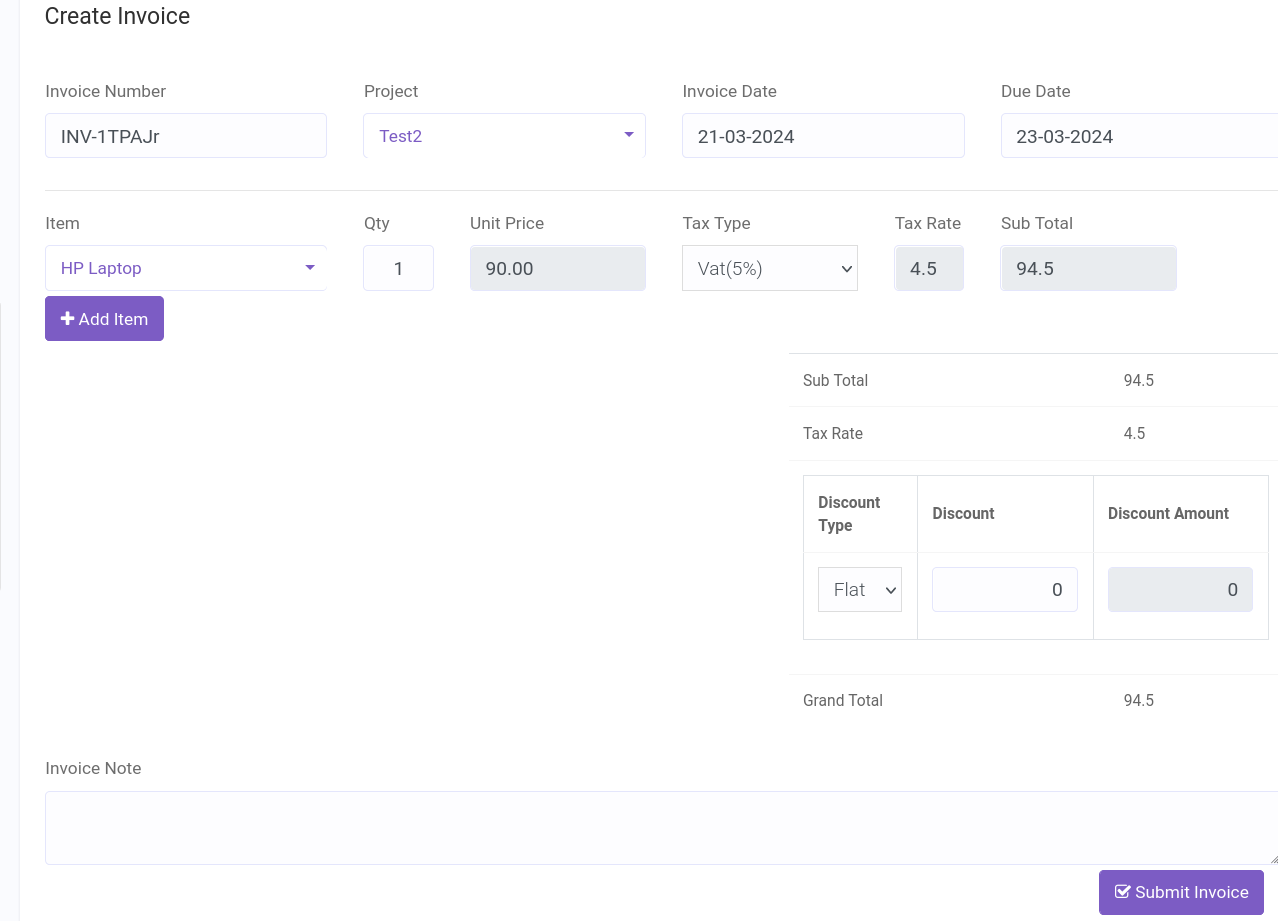 Create Invoice
Invoice Number Project Invoice Date Due Date
INV-1TPAJr Test2 21-03-2024 23-03-2024
Item Qty Unit Price Tax Type Tax Rate Sub Total
HP Laptop 1 90.00 Vat(5%) 4.5 94.5
Add Item
Sub Total 94.5
Tax Rate 4.5
Discount Type Discount Discount Amount
Flat 0 0
Grand Total 94.5
Invoice Note
Submit Invoice